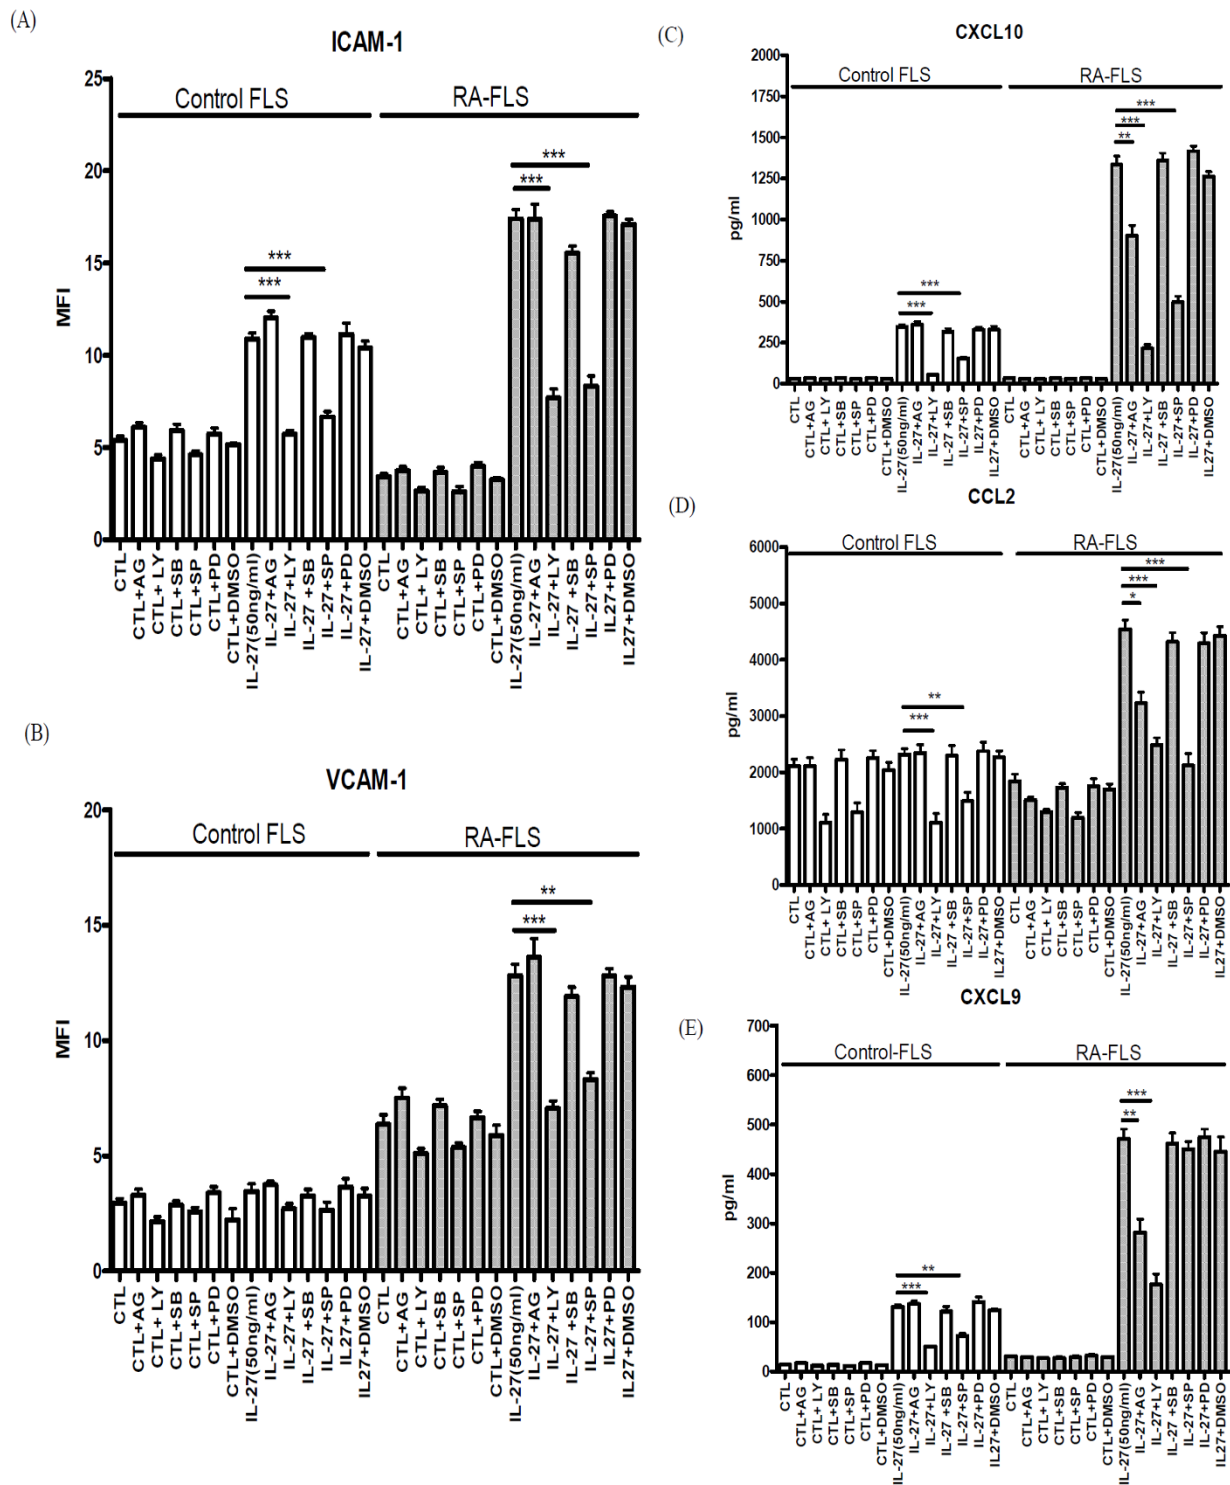 (A)
ICAM-1
Control FLS
RA-FLS
25
20
15
10
5
0
MFI
***
***
***
***
CTL
CTL+AG
CTL+ LY
CTL+SB
CTL+SP
CTL+PD
CTL+DMSO
IL-27(50ng/ml)
IL-27+AG
IL-27+LY
IL-27 +SB
IL-27+SP
IL-27+PD
IL27+DMSO
CTL
CTL+AG
CTL+ LY
CTL+SB
CTL+SP
CTL+PD
CTL+DMSO
IL-27(50ng/ml)
IL-27+AG
IL-27+LY
IL-27 +SB
IL-27+SP
IL27+PD
IL27+DMSO
(B)
VCAM-1
Control FLS
RA-FLS
20
15
10
5
0
MFI
**
***
CTL
CTL+AG
CTL+ LY
CTL+SB
CTL+SP
CTL+PD
CTL+DMSO
IL-27(50ng/ml)
IL-27+AG
IL-27+LY
IL-27 +SB
IL-27+SP
IL-27+PD
IL27+DMSO
CTL
CTL+AG
CTL+ LY
CTL+SB
CTL+SP
CTL+PD
CTL+DMSO
IL-27(50ng/ml)
IL-27+AG
IL-27+LY
IL-27 +SB
IL-27+SP
IL27+PD
IL27+DMSO
(C)
CXCL10
Control FLS
RA-FLS
2000
1750
1500
1250
1000
750
500
250
0
pg/ml
***
***
***
***
**
CTL
CTL+AG
CTL+ LY
CTL+SB
CTL+SP
CTL+PD
CTL+DMSO
IL-27(50ng/ml)
IL-27+AG
IL-27+LY
IL-27 +SB
IL-27+SP
IL-27+PD
IL27+DMSO
CTL
CTL+AG
CTL+ LY
CTL+SB
CTL+SP
CTL+PD
CTL+DMSO
IL-27(50ng/ml)
IL-27+AG
IL-27+LY
IL-27 +SB
IL-27+SP
IL-27+PD
IL27+DMSO
(D)
CCL2
Control FLS
RA-FLS
6000
5000
4000
3000
2000
1000
0
pg/ml
**
***
***
***
*
CTL
CTL+AG
CTL+ LY
CTL+SB
CTL+SP
CTL+PD
CTL+DMSO
IL-27(50ng/ml)
IL-27+AG
IL-27+LY
IL-27 +SB
IL-27+SP
IL-27+PD
IL27+DMSO
CTL
CTL+AG
CTL+ LY
CTL+SB
CTL+SP
CTL+PD
CTL+DMSO
IL-27(50ng/ml)
IL-27+AG
IL-27+LY
IL-27 +SB
IL-27+SP
IL-27+PD
IL27+DMSO
(E)
CXCL9
Control-FLS
RA-FLS
700
600
500
400
300
200
100
0
pg/ml
**
***
***
**
CTL
CTL+AG
CTL+ LY
CTL+SB
CTL+SP
CTL+PD
CTL+DMSO
IL-27(50ng/ml)
IL-27+AG
IL-27+LY
IL-27 +SB
IL-27+SP
IL-27+PD
IL27+DMSO
CTL
CTL+AG
CTL+ LY
CTL+SB
CTL+SP
CTL+PD
CTL+DMSO
IL-27(50ng/ml)
IL-27+AG
IL-27+LY
IL-27 +SB
IL-27+SP
IL-27+PD
IL27+DMSO